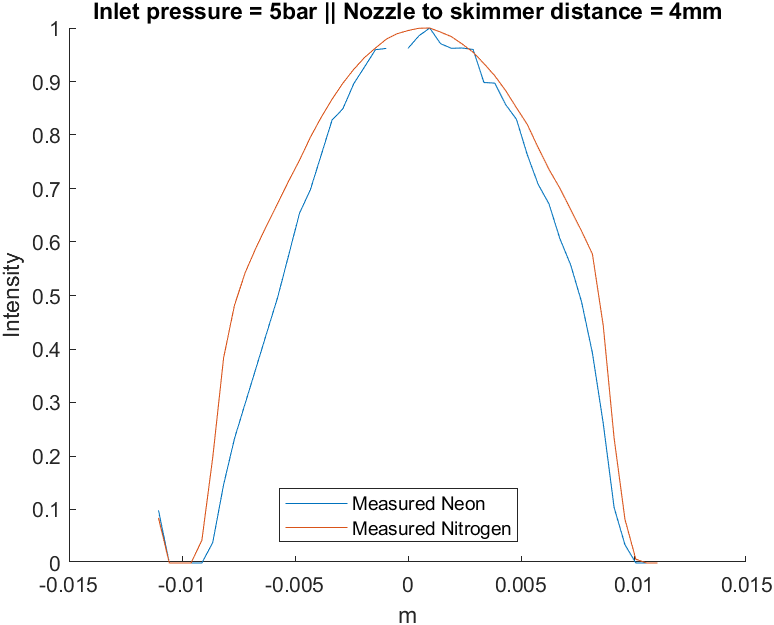 Inlet pressure = 5bar || Nozzle to skimmer distance = 4mm
1
0.9
0.8
0.7
0.6
0.5
0.4
0.3
0.2
0.1
0
Intensity
Measured Neon
Measured Nitrogen
-0.015 -0.01 -0.005 0 0.005 0.01 0.015
m